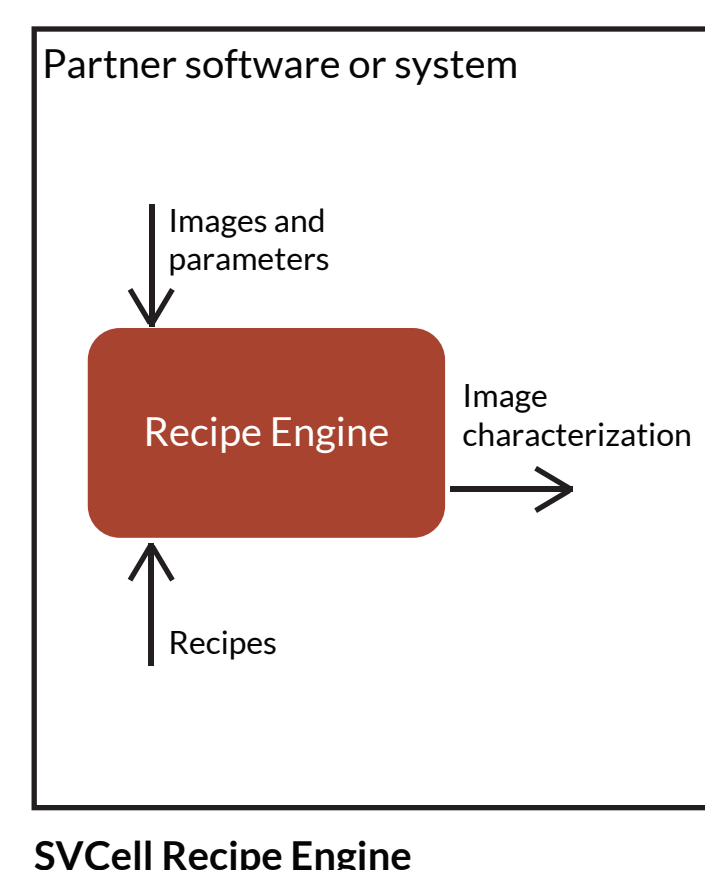 Partner software or system
Images and
parameters
Recipe Engine
Image
characterization
Recipes
SVCell Recipe Engine